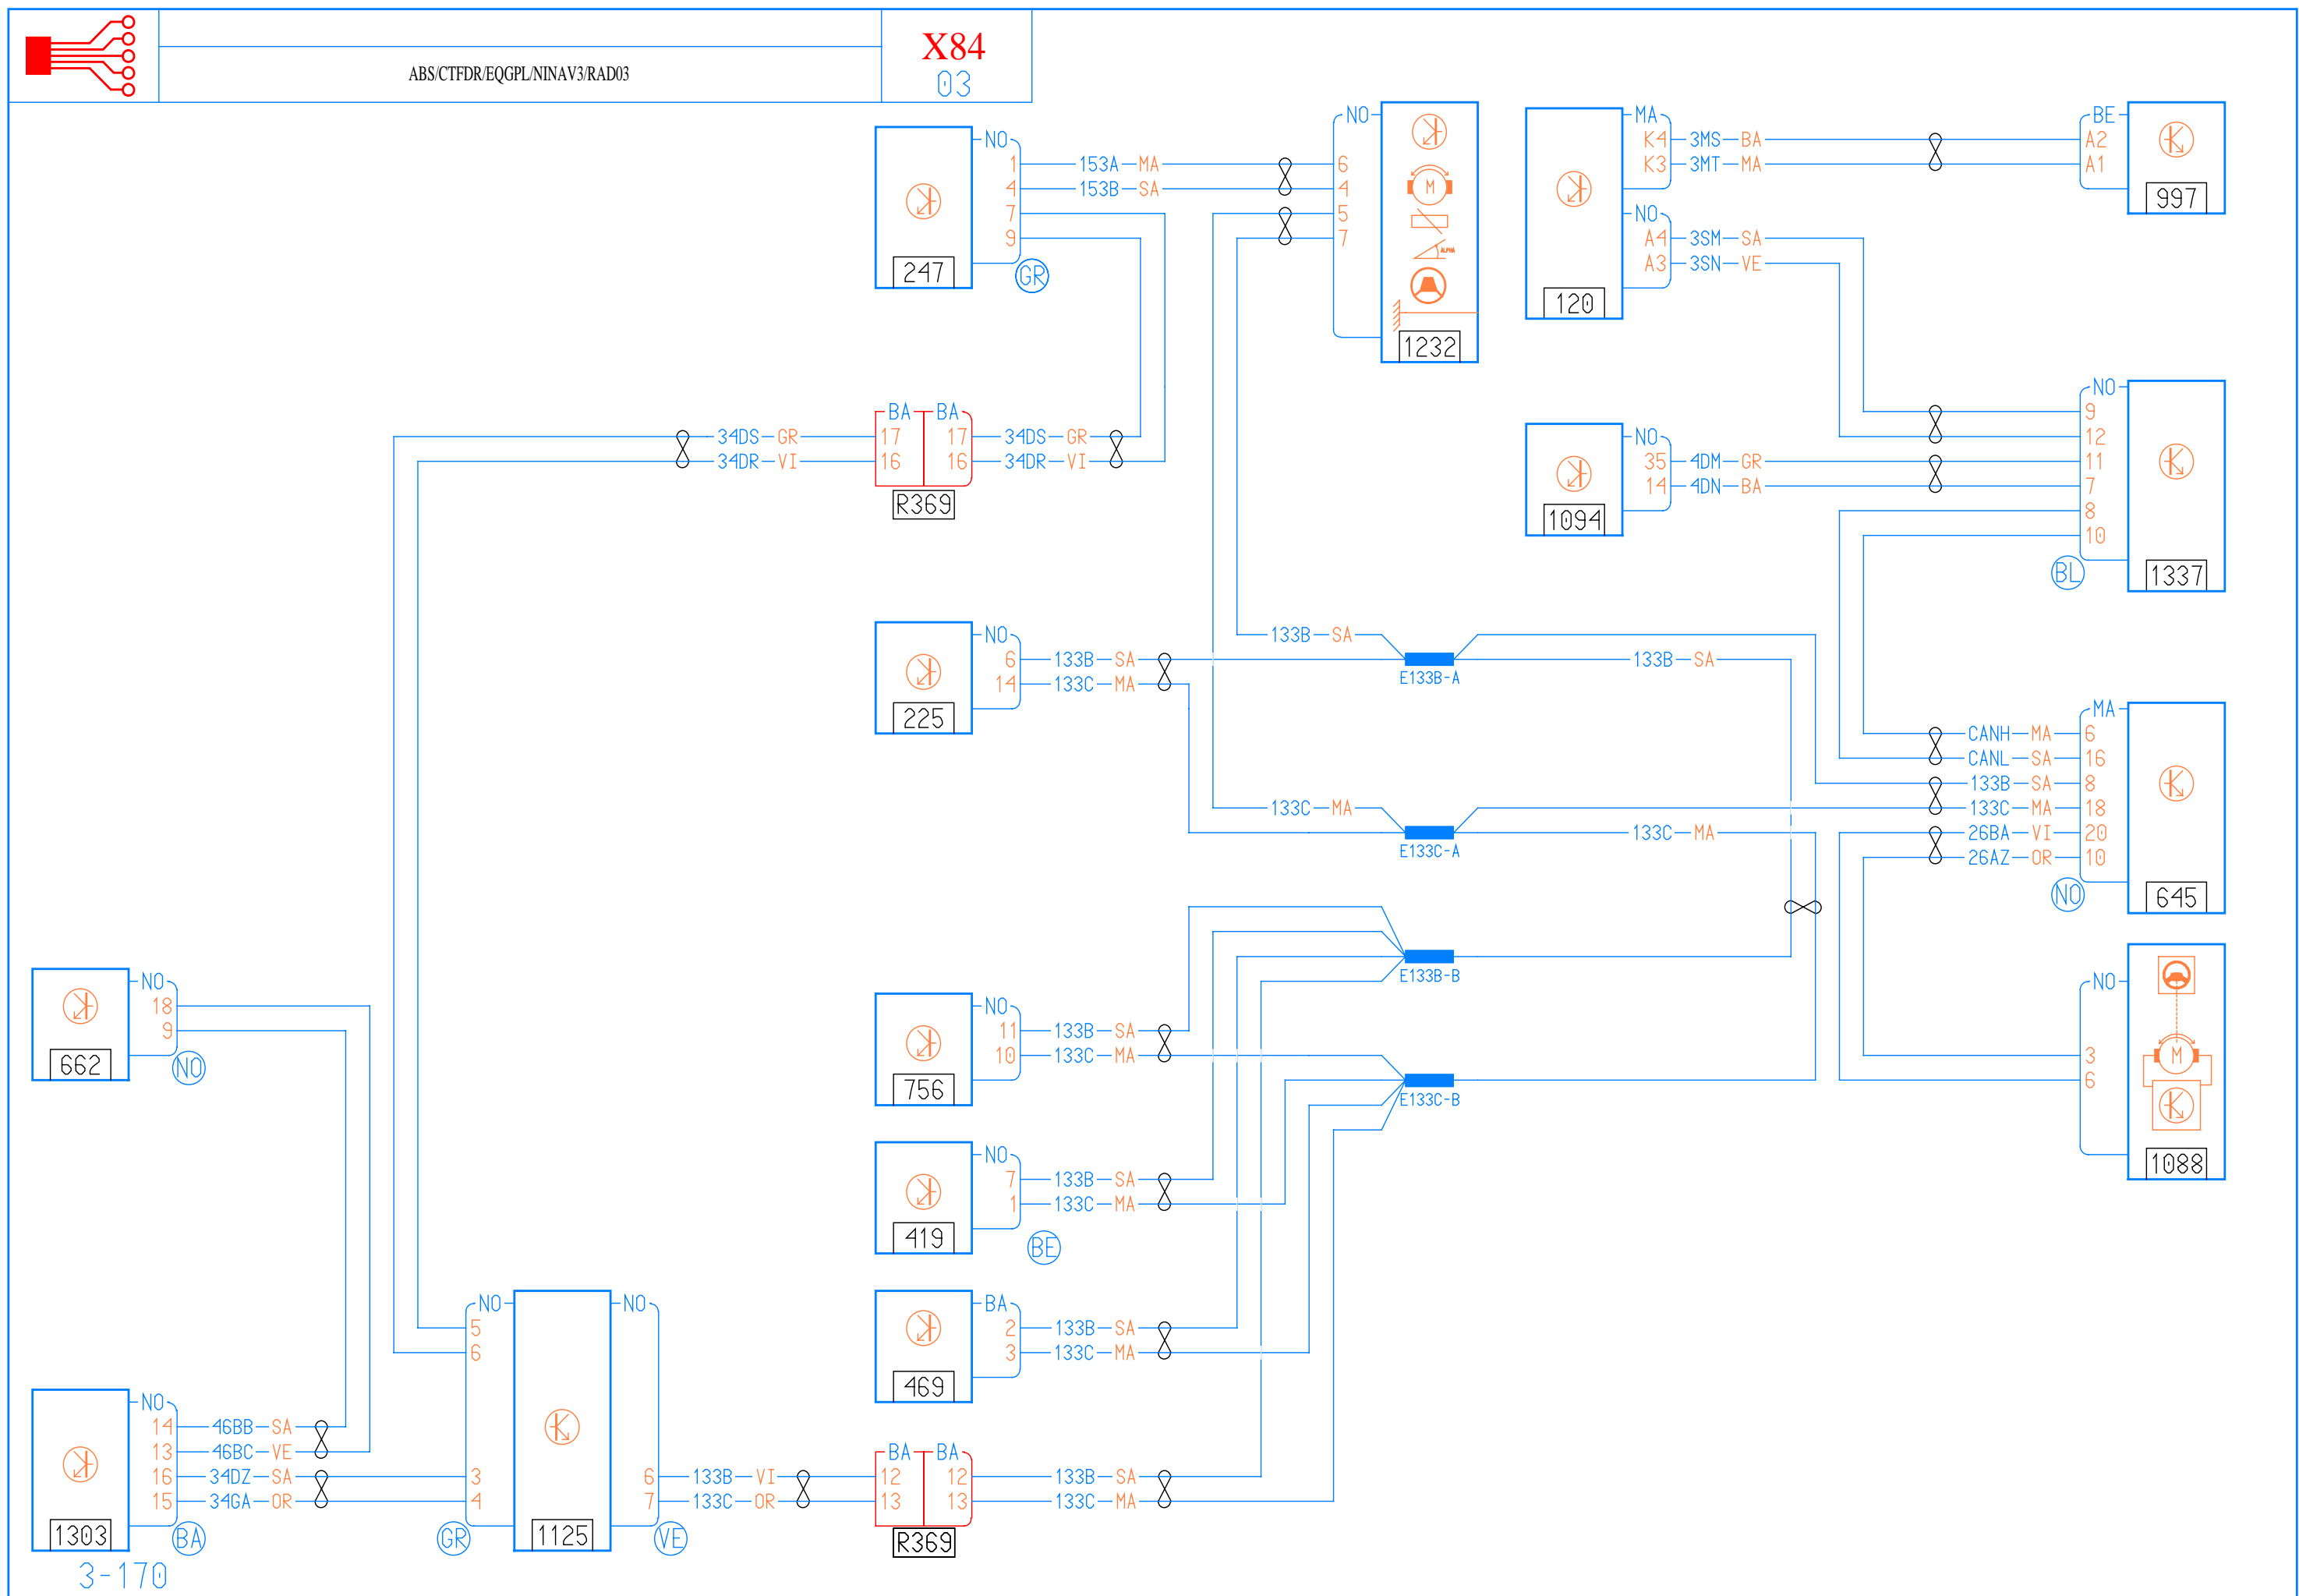 X84
ABS/CTFDR/EQGPL/NINAV3/RAD03
03
NO
1 153A MA
4 153B SA
7
9
247
GR
NO
6
4
5
7
M
ALPHA
1232
MA
K4 3MS BA
K3 3MT MA
NO
A4 3SM SA
A3 3SN VE
120
BE
A2
A1
997
BA BA
34DS GR 17 17 34DS GR
34DR VI 16 16 34DR VI
R369
NO
35 4DM GR
14 4DN BA
1094
NO
9
12
11
7
8
10
BL
1337
NO
6 133B SA
14 133C MA
225
133B SA
133B SA
E133B-A
133C MA
133C MA
E133C-A
MA
CANH MA 6
CANL SA 16
133B SA 8
133C MA 18
26BA VI 20
26AZ OR 10
NO
645
E133B-B
E133C-B
NO
18
9
662
NO
NO
11 133B SA
10 133C MA
756
NO
3
6
M
1088
NO
7 133B SA
1 133C MA
419
BE
BA
2 133B SA
3 133C MA
469
NO
14 46BB SA
13 46BC VE
16 34DZ SA
15 34GA OR
1303
BA
NO NO
5
6
3
4
GR
1125
6 133B VI
7 133C OR
VE
BA BA
12 12 133B SA
13 13 133C MA
R369
3-170